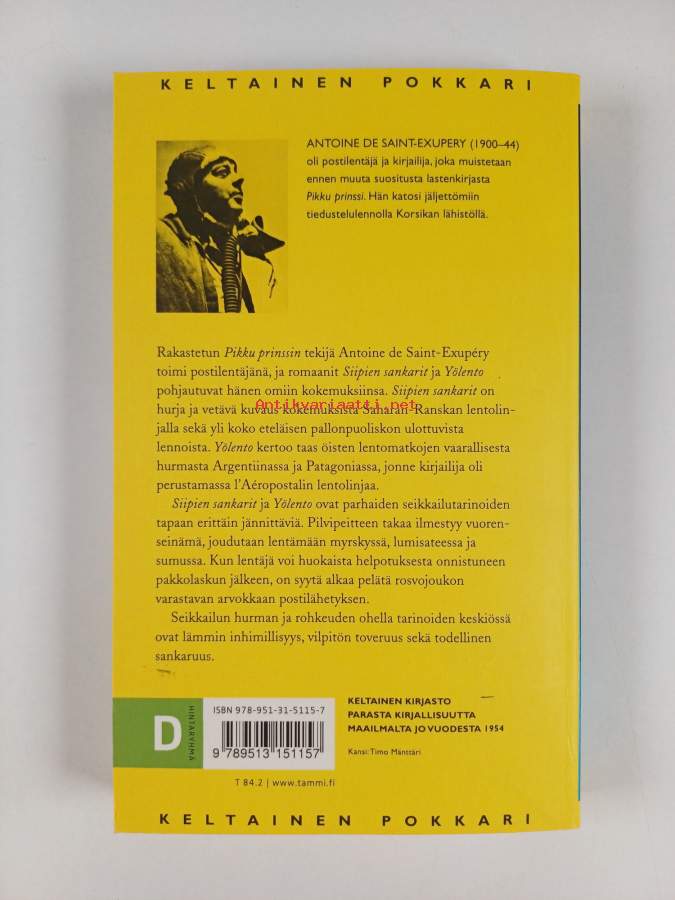 KELTAINEN POKKARI
ANTOINE DE SAINT-EXUPERY (1900–44)
oli postilentäjä ja kirjailija, joka muistetaan
ennen muuta suositusta lastenkirjasta
Pikku prinssi. Hän katosi jäljettömiin
tiedustelulennolla Korsikan lähistöllä.
Rakastetun Pikku prinssin tekijä Antoine de Saint-Exupéry
toimi postilentäjänä, ja romaanit Siipien sankarit ja Yölento
pohjautuvat hänen omiin kokemuksiinsa. Siipien sankarit on
Antikvariaatti.net
hurja ja vetävä kuvaus kokemuksista Saharan-Ranskan lentolin-
jalla sekä yli koko eteläisen pallonpuoliskon ulottuvista
lennoista. Yölento kertoo taas öisten lentomatkojen vaarallisesta
hurmasta Argentiinassa ja Patagoniassa, jonne kirjailija oli
perustamassa l'Aéropostalin lentolinjaa.
Siipien sankarit ja Yölento ovat parhaiden seikkailutarinoiden
tapaan erittäin jännittäviä. Pilvipeitteen takaa ilmestyy vuoren-
seinämä, joudutaan lentämään myrskyssä, lumisateessa ja
sumussa. Kun lentäjä voi huokaista helpotuksesta onnistuneen
pakkolaskun jälkeen, on syytä alkaa pelätä rosvojoukon
varastavan arvokkaan postilähetyksen.
Seikkailun hurman ja rohkeuden ohella tarinoiden keskiössä
ovat lämmin inhimillisyys, vilpitön toveruus sekä todellinen
sankaruus.
D
HINTARYHMÄ
ISBN 978-951-31-5115-7
9 789513 151157
T 84.2 | www.tammi.fi
KELTAINEN KIRJASTO
PARASTA KIRJALLISUUTTA
MAAILMALTA JO VUODESTA 1954
Kansi: Timo Mänttäri
KELTAINEN POKKARI